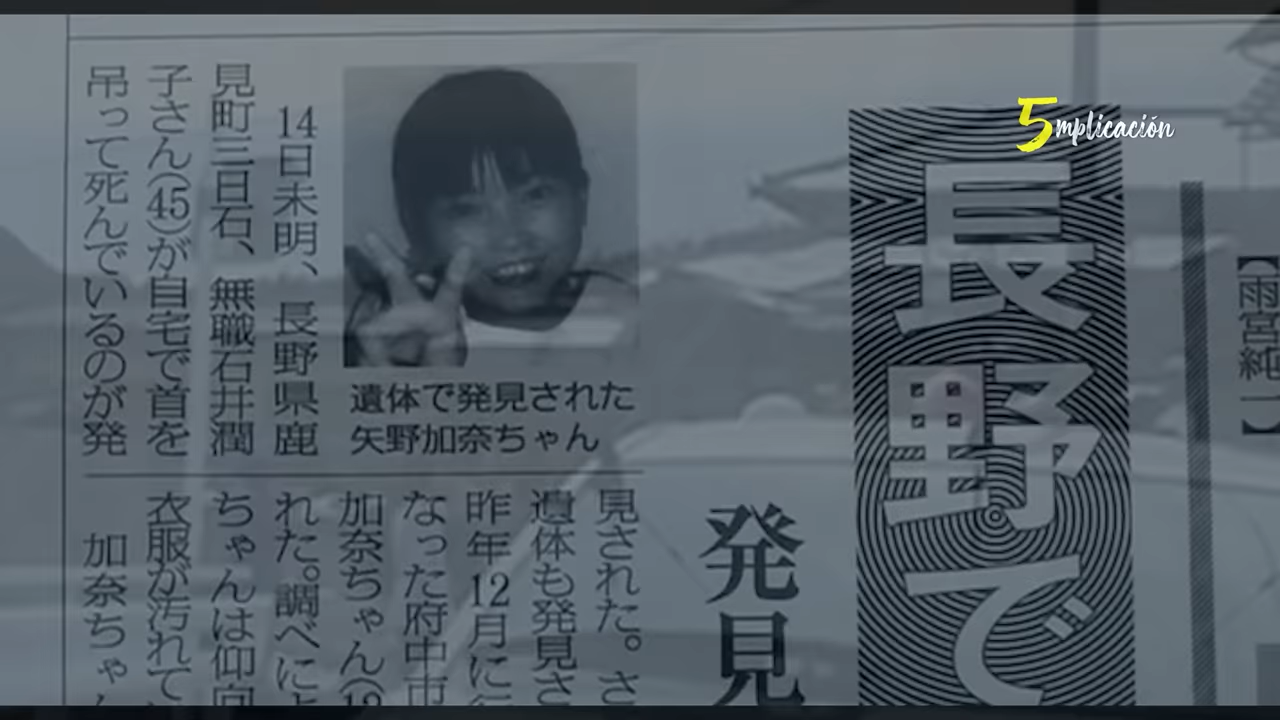 5mplicación
【雨宮純一】
長野で
発見
遺体で発見された
矢野加奈ちゃん
14日未明、長野県鹿
見町三日石、無職石井潤
子さん(45)が自宅で首を
吊って死んでいるのが発
見された。さ
遺体も発見さ
昨年12月に行
なった府中市
加奈ちゃん(12
れた。調べによ
ちゃんは仰向
衣服が汚れてい
加奈ちゃん